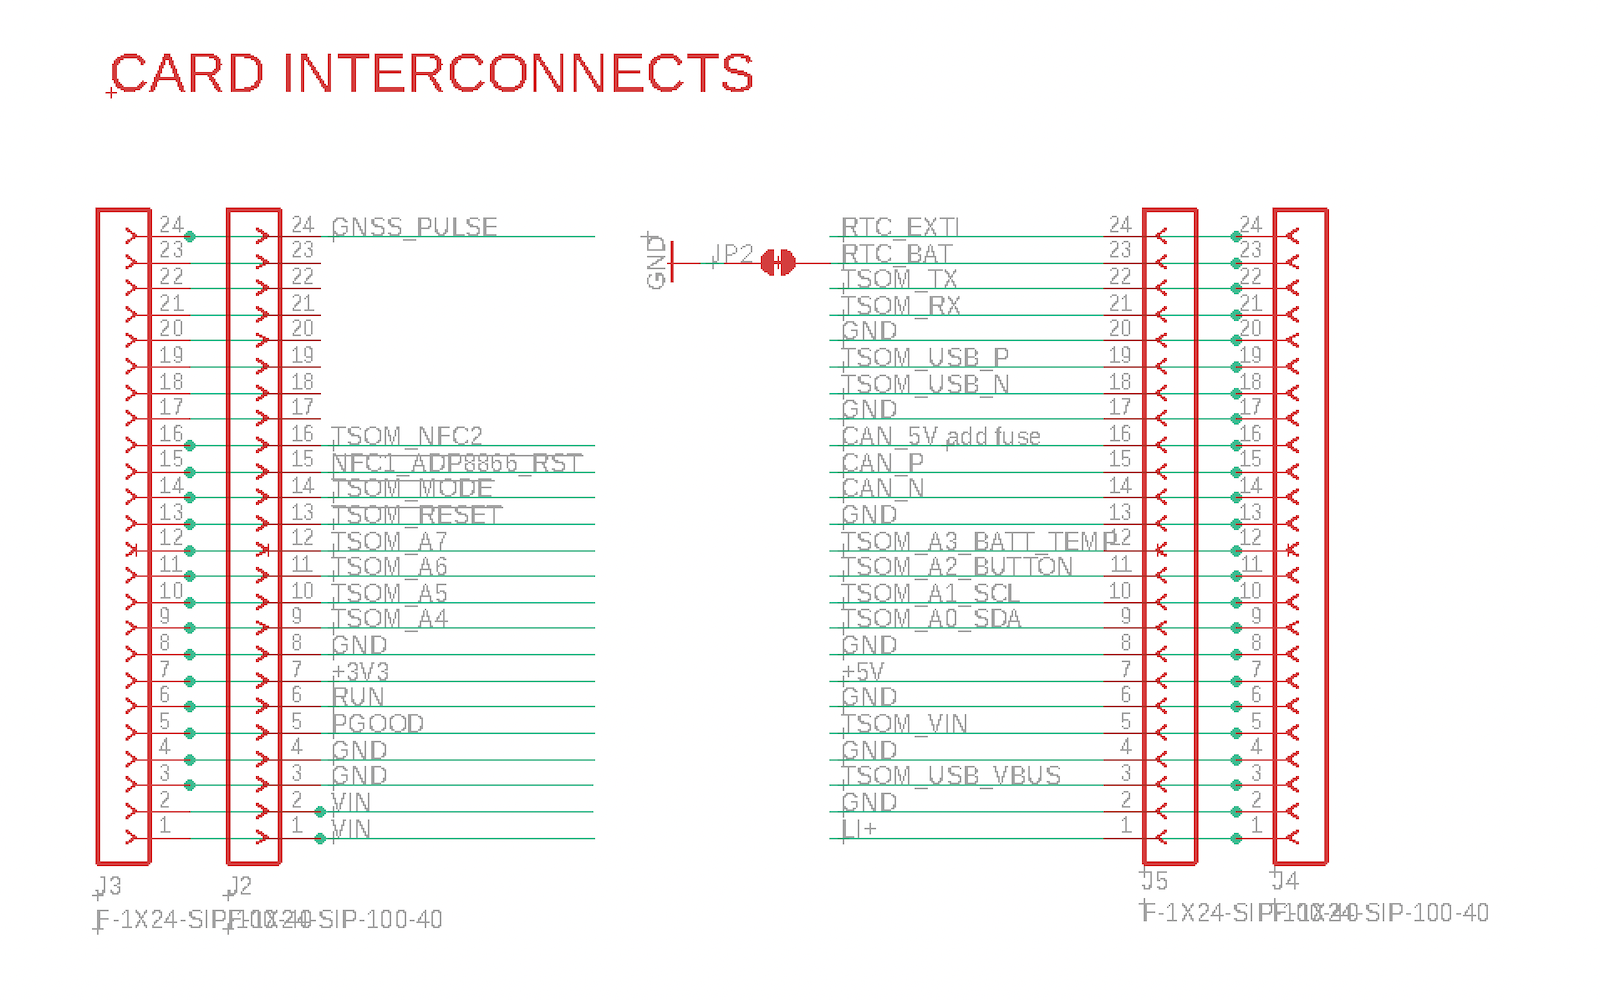 CARD INTERCONNECTS
24 24 GNSS_PULSE RTC_EXTI 24 24
23 23 GND JP2 RTC_BAT 23 23
22 22 TSOM_TX 22 22
21 21 TSOM_RX 21 21
20 20 GND 20 20
19 19 TSOM_USB_P 19 19
18 18 TSOM_USB_N 18 18
17 17 GND 17 17
16 16 TSOM_NFC2 CAN_5V add fuse 16 16
15 15 NFC1_ADP8866_RST CAN_P 15 15
14 14 TSOM_MODE CAN_N 14 14
13 13 TSOM_RESET GND 13 13
12 12 TSOM_A7 TSOM_A3_BATT_TEMP 12 12
11 11 TSOM_A6 TSOM_A2_BUTTON 11 11
10 10 TSOM_A5 TSOM_A1_SCL 10 10
9 9 TSOM_A4 TSOM_A0_SDA 9 9
8 8 GND GND 8 8
7 7 +3V3 +5V 7 7
6 6 RUN GND 6 6
5 5 PGOOD TSOM_VIN 5 5
4 4 GND GND 4 4
3 3 GND TSOM_USB_VBUS 3 3
2 2 VIN GND 2 2
1 1 VIN LI+ 1 1
J3 J2 J5 J4
F-1X24-SIP-100-40 F-1X24-SIP-100-40 F-1X24-SIP-100-40 F-1X24-SIP-100-40